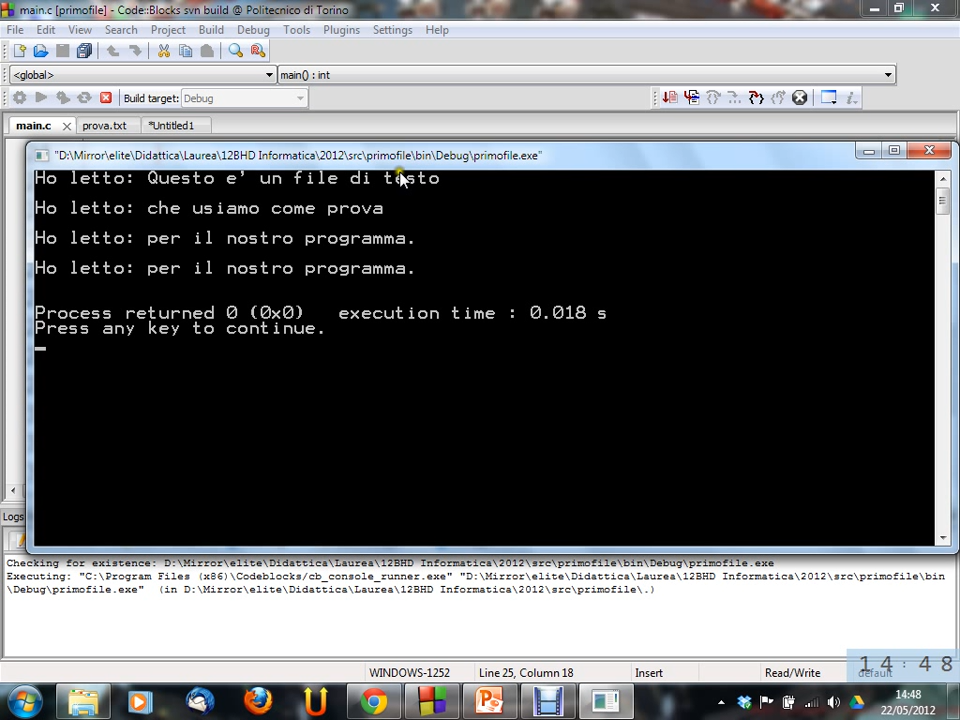 main.c [primofile] - Code::Blocks svn build @ Politecnico di Torino
File Edit View Search Project Build Debug Tools Plugins Settings Help
<global> main() : int
Build target: Debug
main.c prova.txt *Untitled1
"D:\Mirror\elite\Didattica\Laurea\12BHD Informatica\2012\src\primofile\bin\Debug\primofile.exe"
Ho letto: Questo e' un file di testo
Ho letto: che usiamo come prova
Ho letto: per il nostro programma.
Ho letto: per il nostro programma.
Process returned 0 (0x0) execution time : 0.018 s
Press any key to continue.
Logs
Checking for existence: D:\Mirror\elite\Didattica\Laurea\12BHD Informatica\2012\src\primofile\bin\Debug\primofile.exe
Executing: "C:\Program Files (x86)\Codeblocks/cb_console_runner.exe" "D:\Mirror\elite\Didattica\Laurea\12BHD Informatica\2012\src\primofile\bin
\Debug\primofile.exe" (in D:\Mirror\elite\Didattica\Laurea\12BHD Informatica\2012\src\primofile\.)
WINDOWS-1252 Line 25, Column 18 Insert Read/Write default
14:48
14:48
22/05/2012